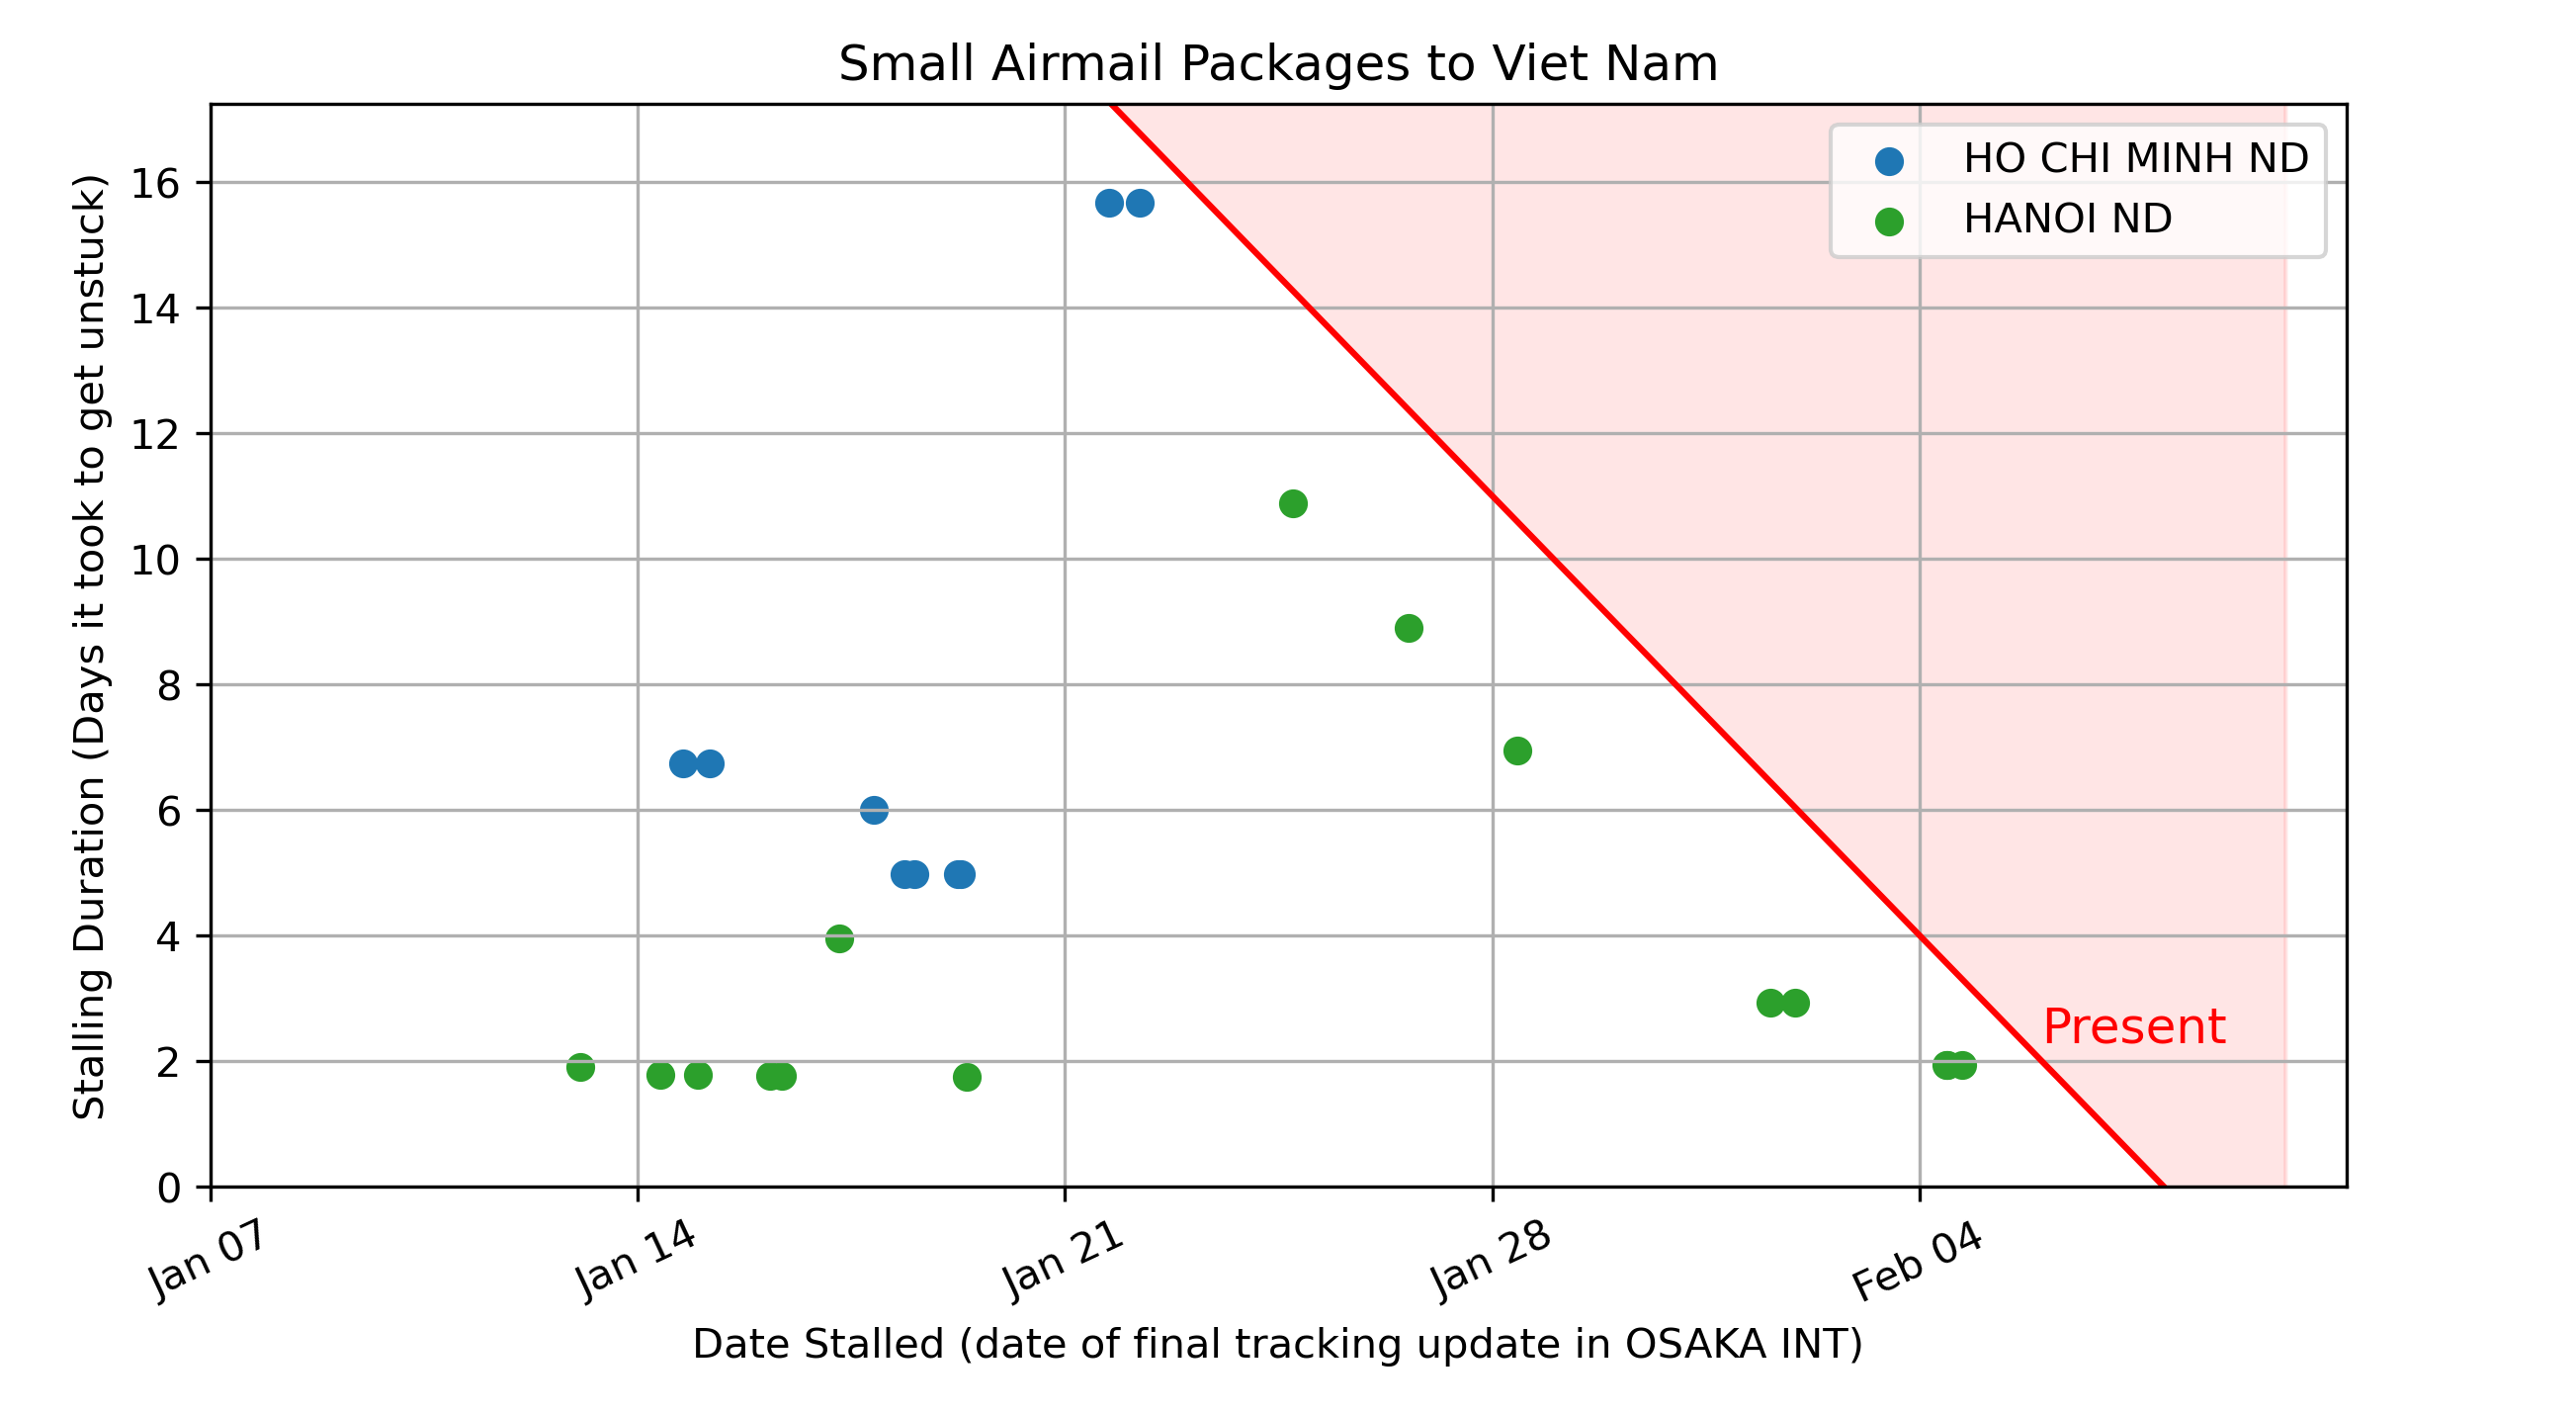 Small Airmail Packages to Viet Nam
HO CHI MINH ND
HANOI ND
Stalling Duration (Days it took to get unstuck)
16
14
12
10
8
6
4
2
0
Present
Jan 07
Jan 14
Jan 21
Jan 28
Feb 04
Date Stalled (date of final tracking update in OSAKA INT)